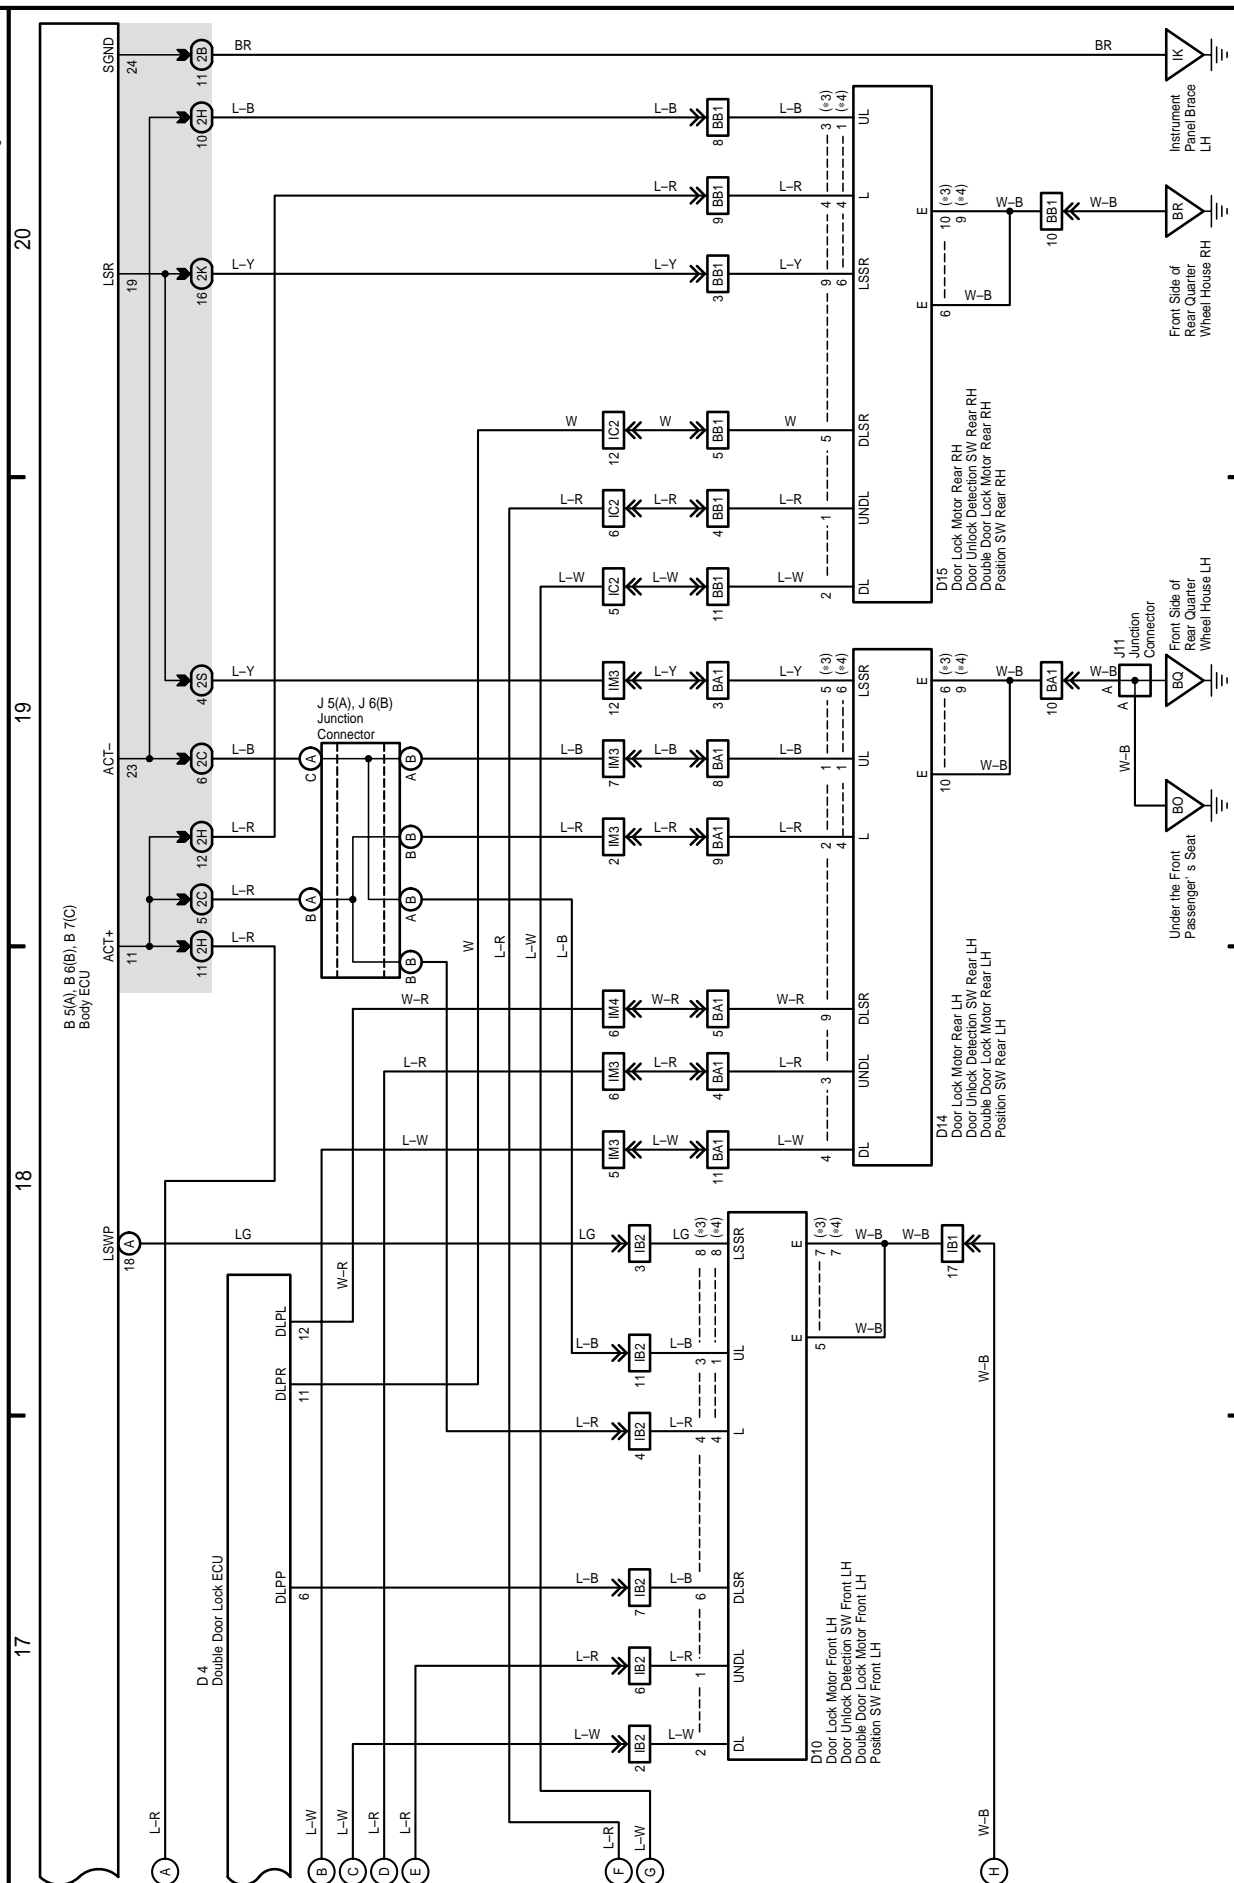 17
18
19
20
B 5(A), B 6(B), B 7(C)
Body ECU
LSWP
18
A
ACT+
11
ACT–
23
LSR
19
SGND
24
11 2H
5 2C
12 2H
6 2C
4 2S
16 2K
10 2H
11 2B
L–R
L–R
L–R
L–B
L–Y
L–Y
L–B
BR
BR
D 4
Double Door Lock ECU
DLPP
6
DLPR
11
DLPL
12
LG
W–R
J 5(A), J 6(B)
Junction
Connector
B A
C A
B B
A B
B B
A B
W–R
L–R
L–W
W
L–R
L–W
L–B
L–W L–R L–R L–B L–R L–B LG
2 IB2
6 IB2
7 IB2
4 IB2
11 IB2
3 IB2
L–W L–R L–B L–R L–B LG
2 1 6 4 3 8 (*3)
4 1 8 (*4)
DL UNDL DLSR L UL LSSR
E E
5 7 (*3)
7 (*4)
W–B
W–B
W–B
17 IB1
W–B
D10
Door Lock Motor Front LH
Door Unlock Detection SW Front LH
Double Door Lock Motor Front LH
Position SW Front LH
5 IM3
6 IM3
6 IM4
2 IM3
7 IM3
12 IM3
L–W L–R W–R L–R L–B L–Y
11 BA1
4 BA1
5 BA1
9 BA1
8 BA1
3 BA1
L–W L–R W–R L–R L–B L–Y
4 3 9 2 1 5 (*3)
4 1 6 (*4)
DL UNDL DLSR L UL LSSR
E E
10 6 (*3)
9 (*4)
W–B
W–B
10 BA1
W–B
A
A
J11
Junction
Connector
W–B
BO
Under the Front
Passenger' s Seat
BQ
Front Side of
Rear Quarter
Wheel House LH
D14
Door Lock Motor Rear LH
Door Unlock Detection SW Rear LH
Double Door Lock Motor Rear LH
Position SW Rear LH
L–W L–R W
5 IC2
6 IC2
12 IC2
L–W L–R W L–Y L–R L–B
11 BB1
4 BB1
5 BB1
3 BB1
9 BB1
8 BB1
L–W L–R W L–Y L–R L–B
2 1 5 9 4 3 (*3)
6 4 1 (*4)
DL UNDL DLSR LSSR L UL
E E
6 10 (*3)
9 (*4)
W–B
W–B
10 BB1
W–B
BR
Front Side of
Rear Quarter
Wheel House RH
IK
Instrument
Panel Brace
LH
D15
Door Lock Motor Rear RH
Door Unlock Detection SW Rear RH
Double Door Lock Motor Rear RH
Position SW Rear RH
A L–R
B L–W
C L–W
D L–R
E L–R
F L–R
G L–W
H W–B